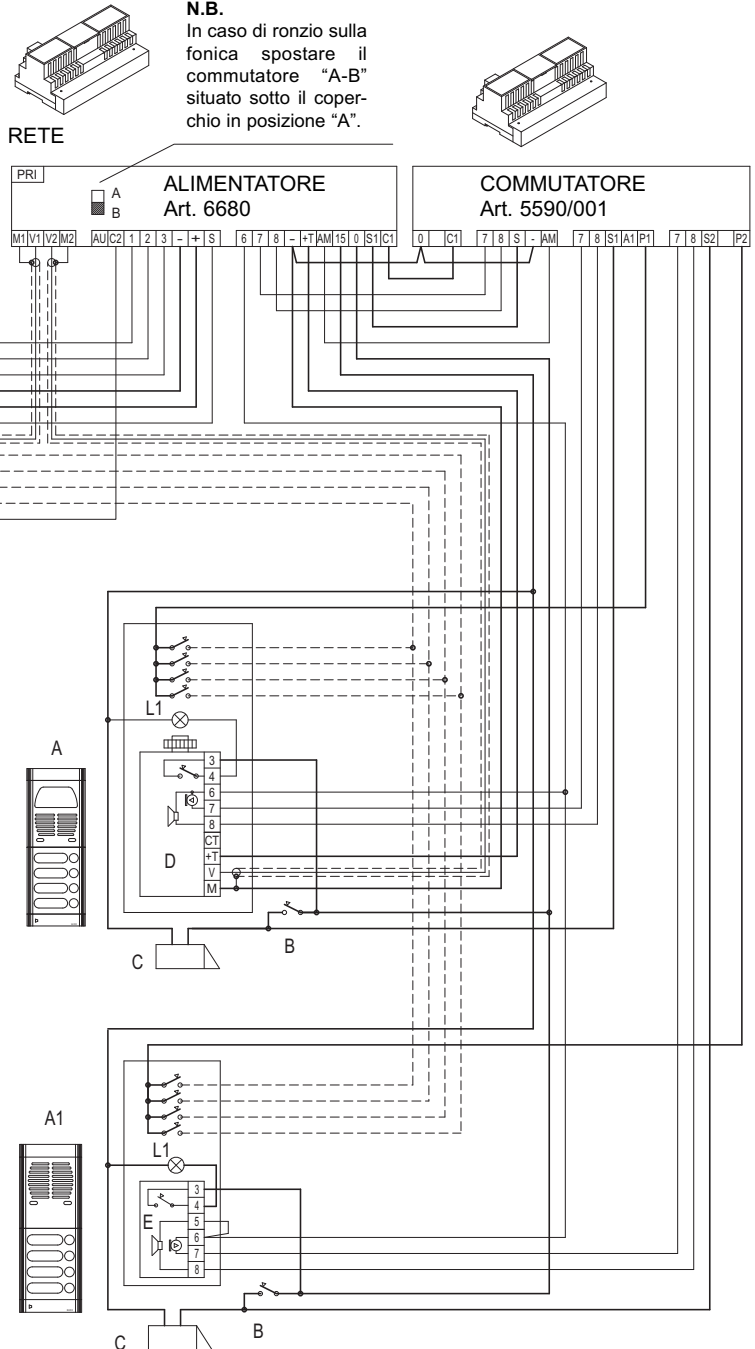 N.B.
In caso di ronzio sulla
fonica spostare il
commutatore “A-B”
situato sotto il coper-
chio in posizione “A”.
RETE
PRI
A
B
ALIMENTATORE
Art. 6680
COMMUTATORE
Art. 5590/001
M1 V1 V2 M2 AU C2 1 2 3 – + S 6 7 8 – +T AM 15 0 S1 C1
0 C1 7 8 S - AM 7 8 S1 A1 P1 7 8 S2 P2
L1
A
3
4
6
7
8
CT
+T
V
M
D
B
C
A1
L1
3
4
5
6
7
8
E
B
C